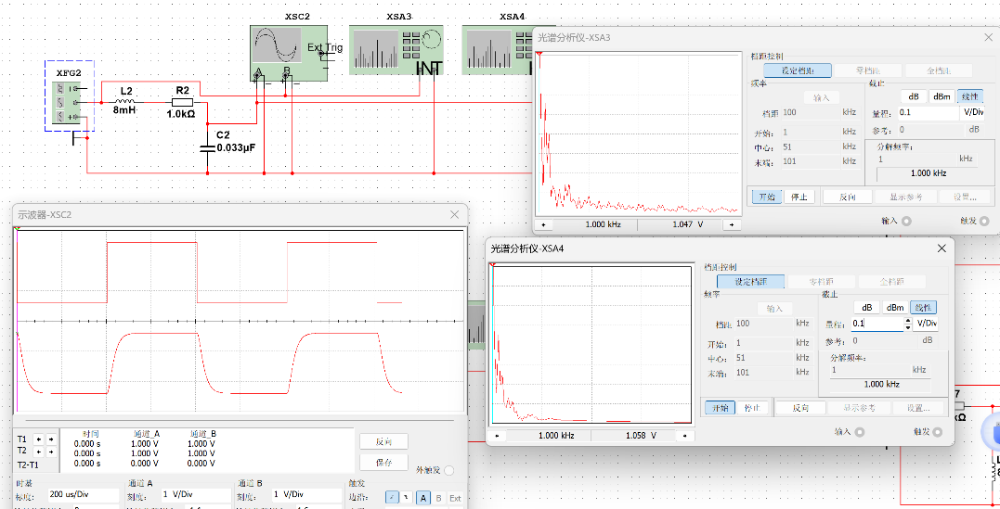 XSC2
XSA3
XSA4
Ext Trig
A
B
INT
XFG2
L2
8mH
R2
1.0kΩ
C2
0.033µF
光谱分析仪-XSA3
档距控制
设定档距 零档距 全档距
频率
输入
档距 100 kHz
开始: 1 kHz
中心: 51 kHz
末端: 101 kHz
截止
dB dBm 线性
量程: 0.1 V/Div
参考: 0 dB
分解频率:
1 kHz
1.000 kHz
开始 停止 反向 显示参考 设置...
1.000 kHz 1.047 V
输入 触发
示波器-XSC2
时间 通道_A 通道_B
T1 0.000 s 1.000 V 1.000 V
T2 0.000 s 1.000 V 1.000 V
T2-T1 0.000 s 0.000 V 0.000 V
反向
保存
外触发
时基
标度: 200 us/Div
通道 A
刻度: 1 V/Div
通道 B
刻度: 1 V/Div
触发
边沿: A B Ext
光谱分析仪-XSA4
档距控制
设定档距 零档距 全档距
频率
输入
档距 100 kHz
开始: 1 kHz
中心: 51 kHz
末端: 101 kHz
截止
dB dBm 线性
量程: 0.1 V/Div
参考: 0 dB
分解频率:
1 kHz
1.000 kHz
开始 停止 反向 显示参考 设置...
1.000 kHz 1.058 V
输入 触发